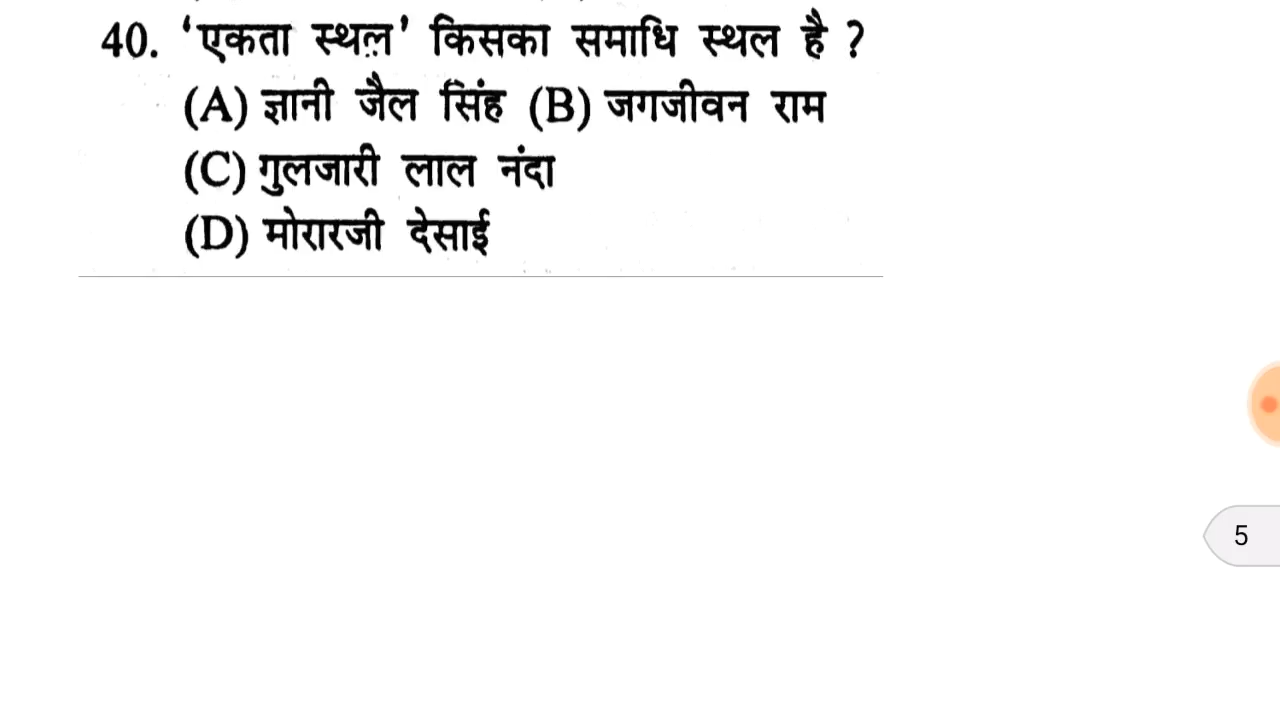 40. ‘एकता स्थल’ किसका समाधि स्थल है ?
(A) ज्ञानी जैल सिंह (B) जगजीवन राम
(C) गुलजारी लाल नंदा
(D) मोरारजी देसाई
5